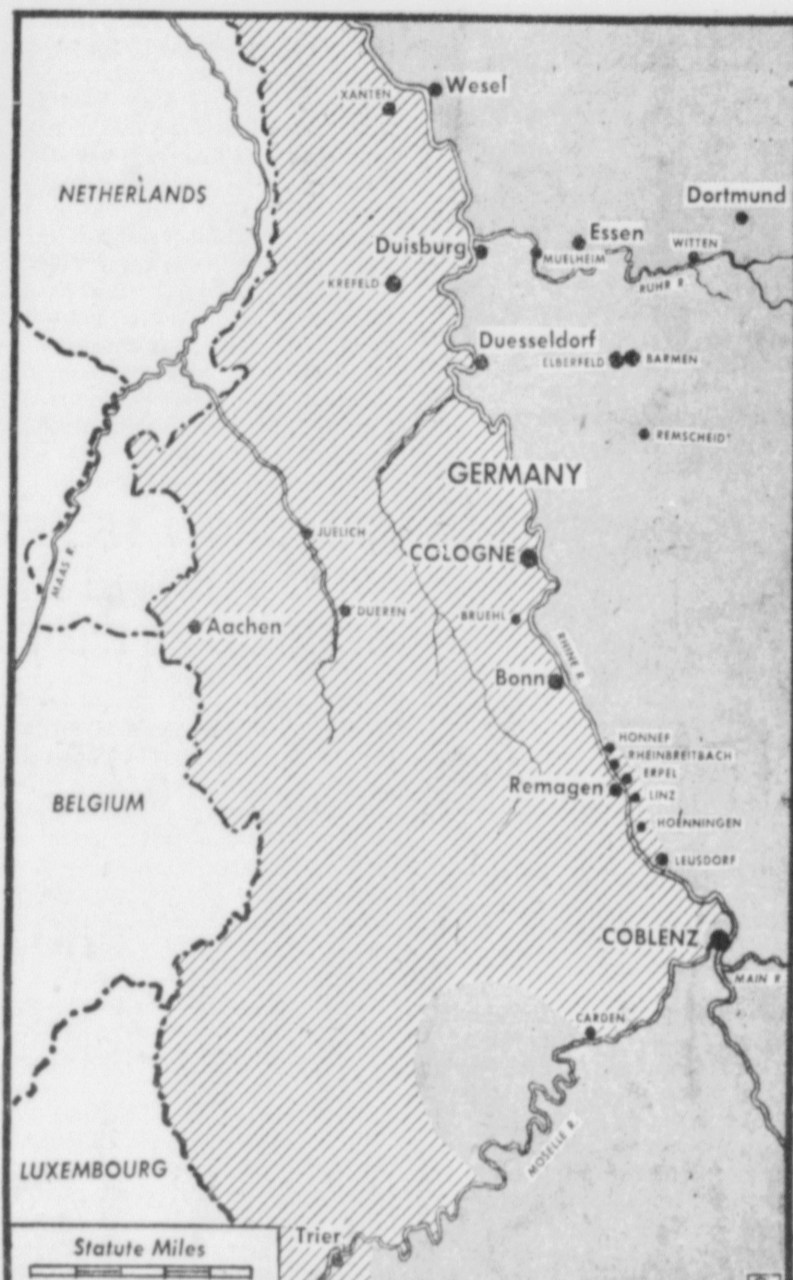 Wesel
XANTEN
NETHERLANDS
Dortmund
Essen
Duisburg
WITTEN
MUELHEIM
KREFELD
RUHR R.
Duesseldorf
ELBERFELD
BARMEN
REMSCHEID
GERMANY
JUELICH
COLOGNE
MAAS R.
DUEREN
BRUEHL
Aachen
RHINE R.
Bonn
HONNEF
RHEINBREITBACH
ERPEL
Remagen
LINZ
BELGIUM
HOENNINGEN
LEUSDORF
COBLENZ
MAIN R
CARDEN
MOSELLE R.
LUXEMBOURG
Trier
Statute Miles